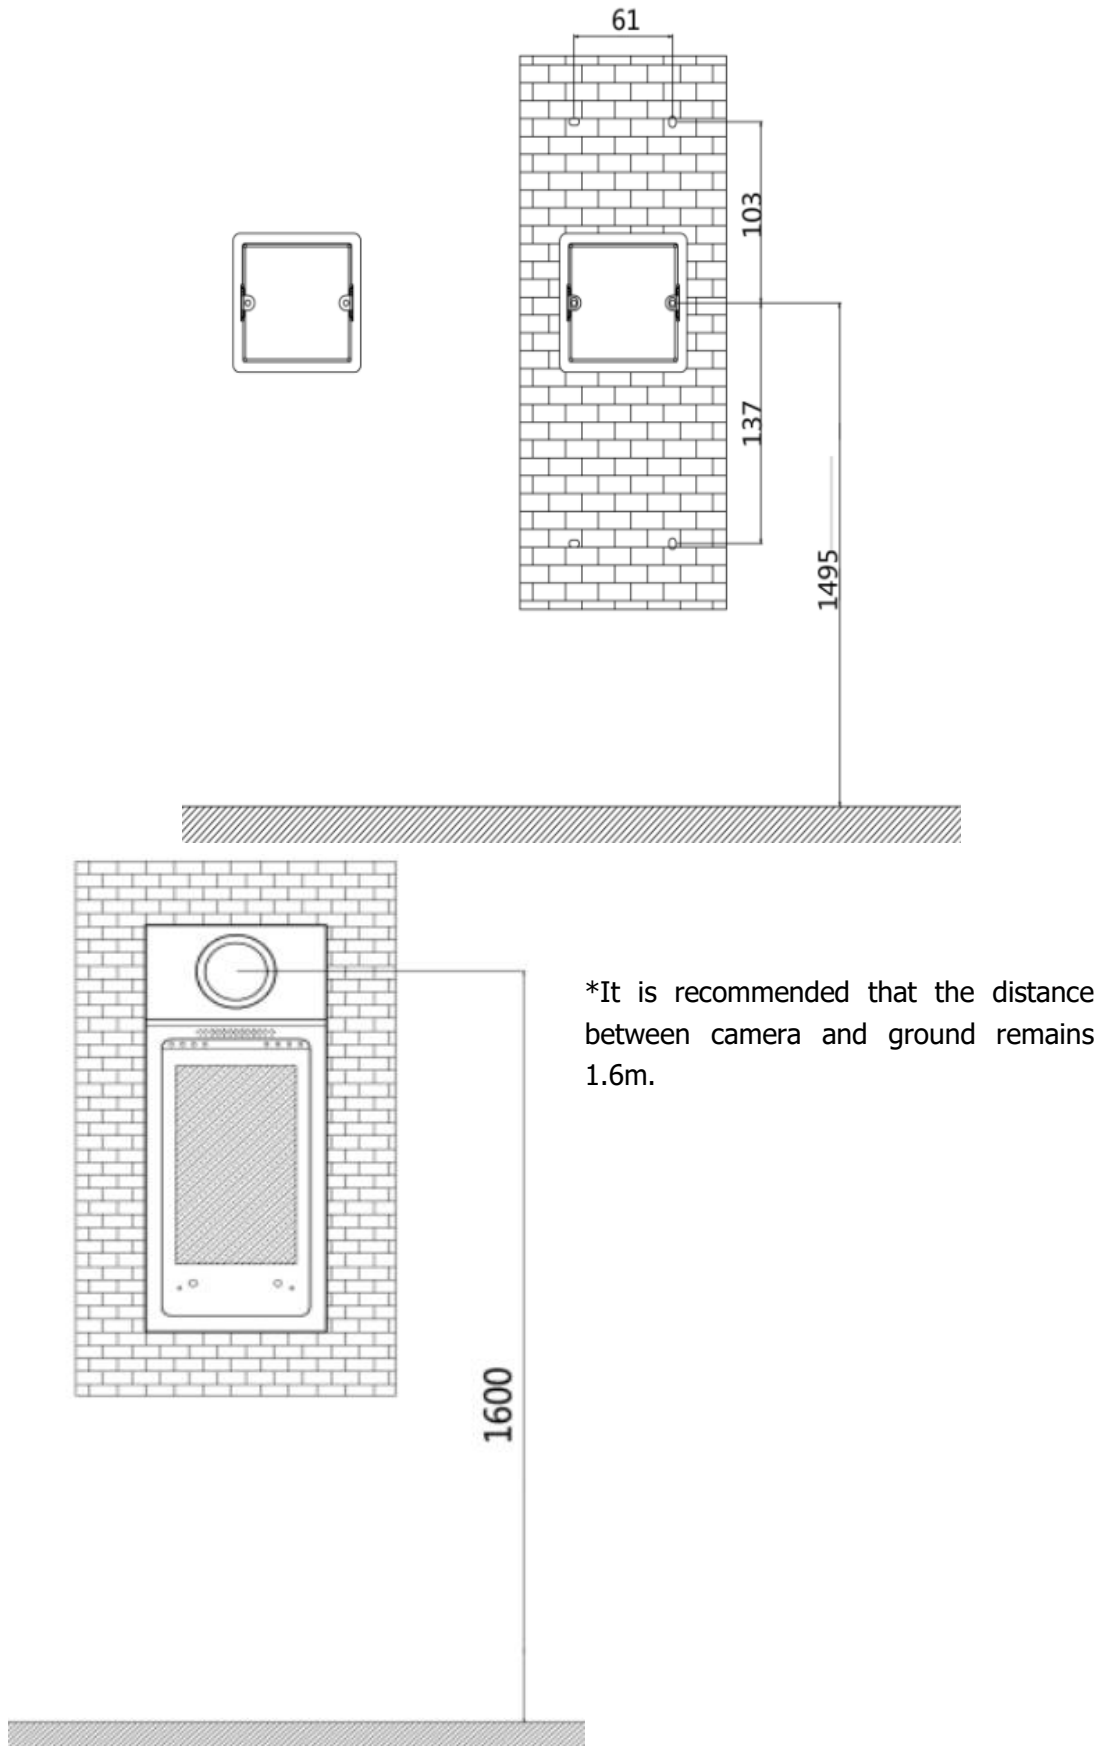 61
103
137
1495
*It is recommended that the distance
between camera and ground remains
1.6m.
1600